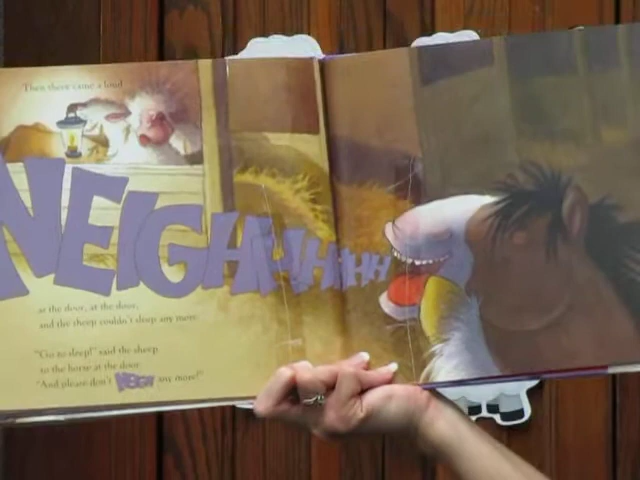 Then there came a loud
NEIGHHHHHH
at the door, at the door,
and the sheep couldn't sleep any more.
"Go to sleep!" said the sheep
to the horse at the door.
"And please don't NEIGH any more!"